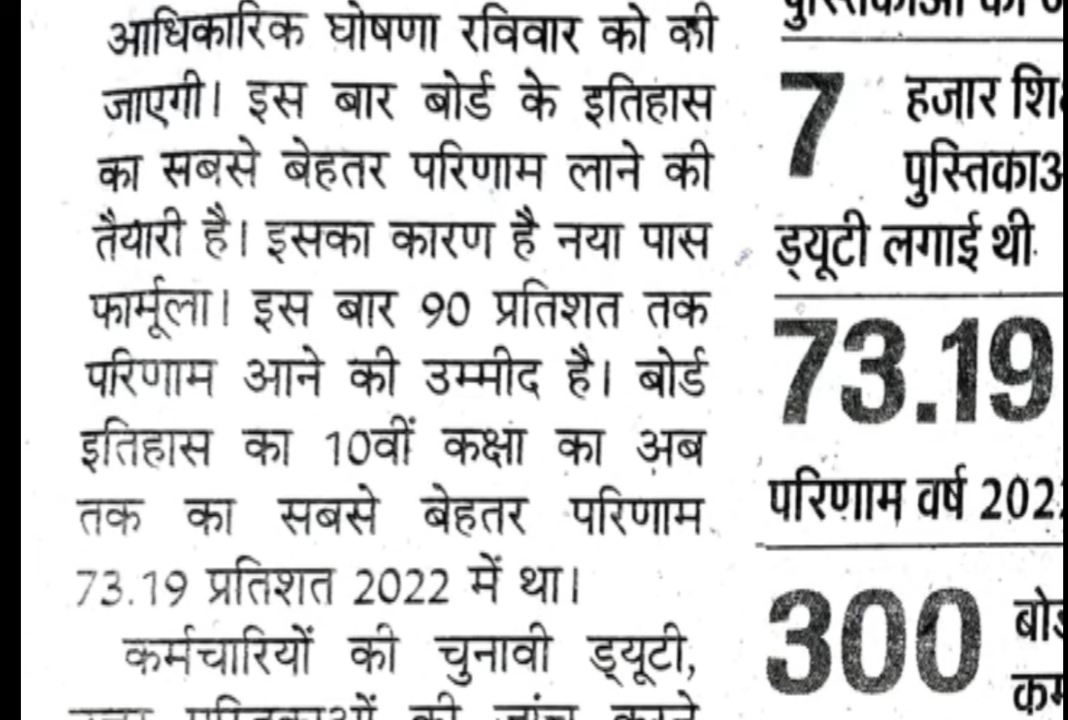 आधिकारिक घोषणा रविवार को की
जाएगी। इस बार बोर्ड के इतिहास
का सबसे बेहतर परिणाम लाने की
तैयारी है। इसका कारण है नया पास
फार्मूला। इस बार 90 प्रतिशत तक
परिणाम आने की उम्मीद है। बोर्ड
इतिहास का 10वीं कक्षा का अब
तक का सबसे बेहतर परिणाम
73.19 प्रतिशत 2022 में था।
कर्मचारियों की चुनावी ड्यूटी,
की जांच करने
7 हजार
ड्यूटी लगाई थी
73.19
परिणाम वर्ष
300